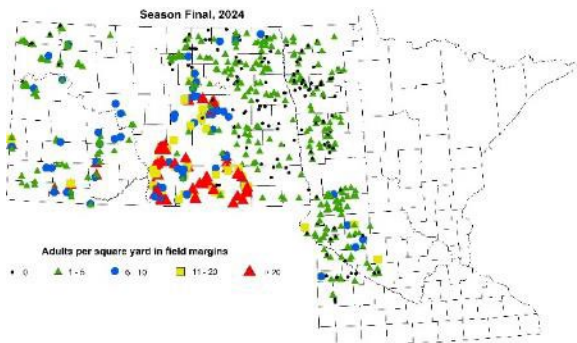 Season Final, 2024
Adults per square yard in field margins
0 1 - 5 6 - 10 11 - 20 > 20